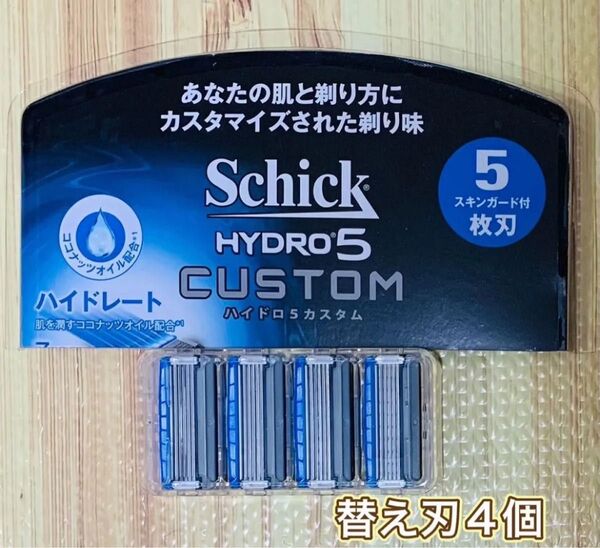 あなたの肌と剃り方に
カスタマイズされた剃り味
Schick
HYDRO5
CUSTOM
ハイドロ5カスタム
5
スキンガード付
枚刃
ココナッツオイル配合*1
ハイドレート
肌を潤すココナッツオイル配合*1
替え刃4個